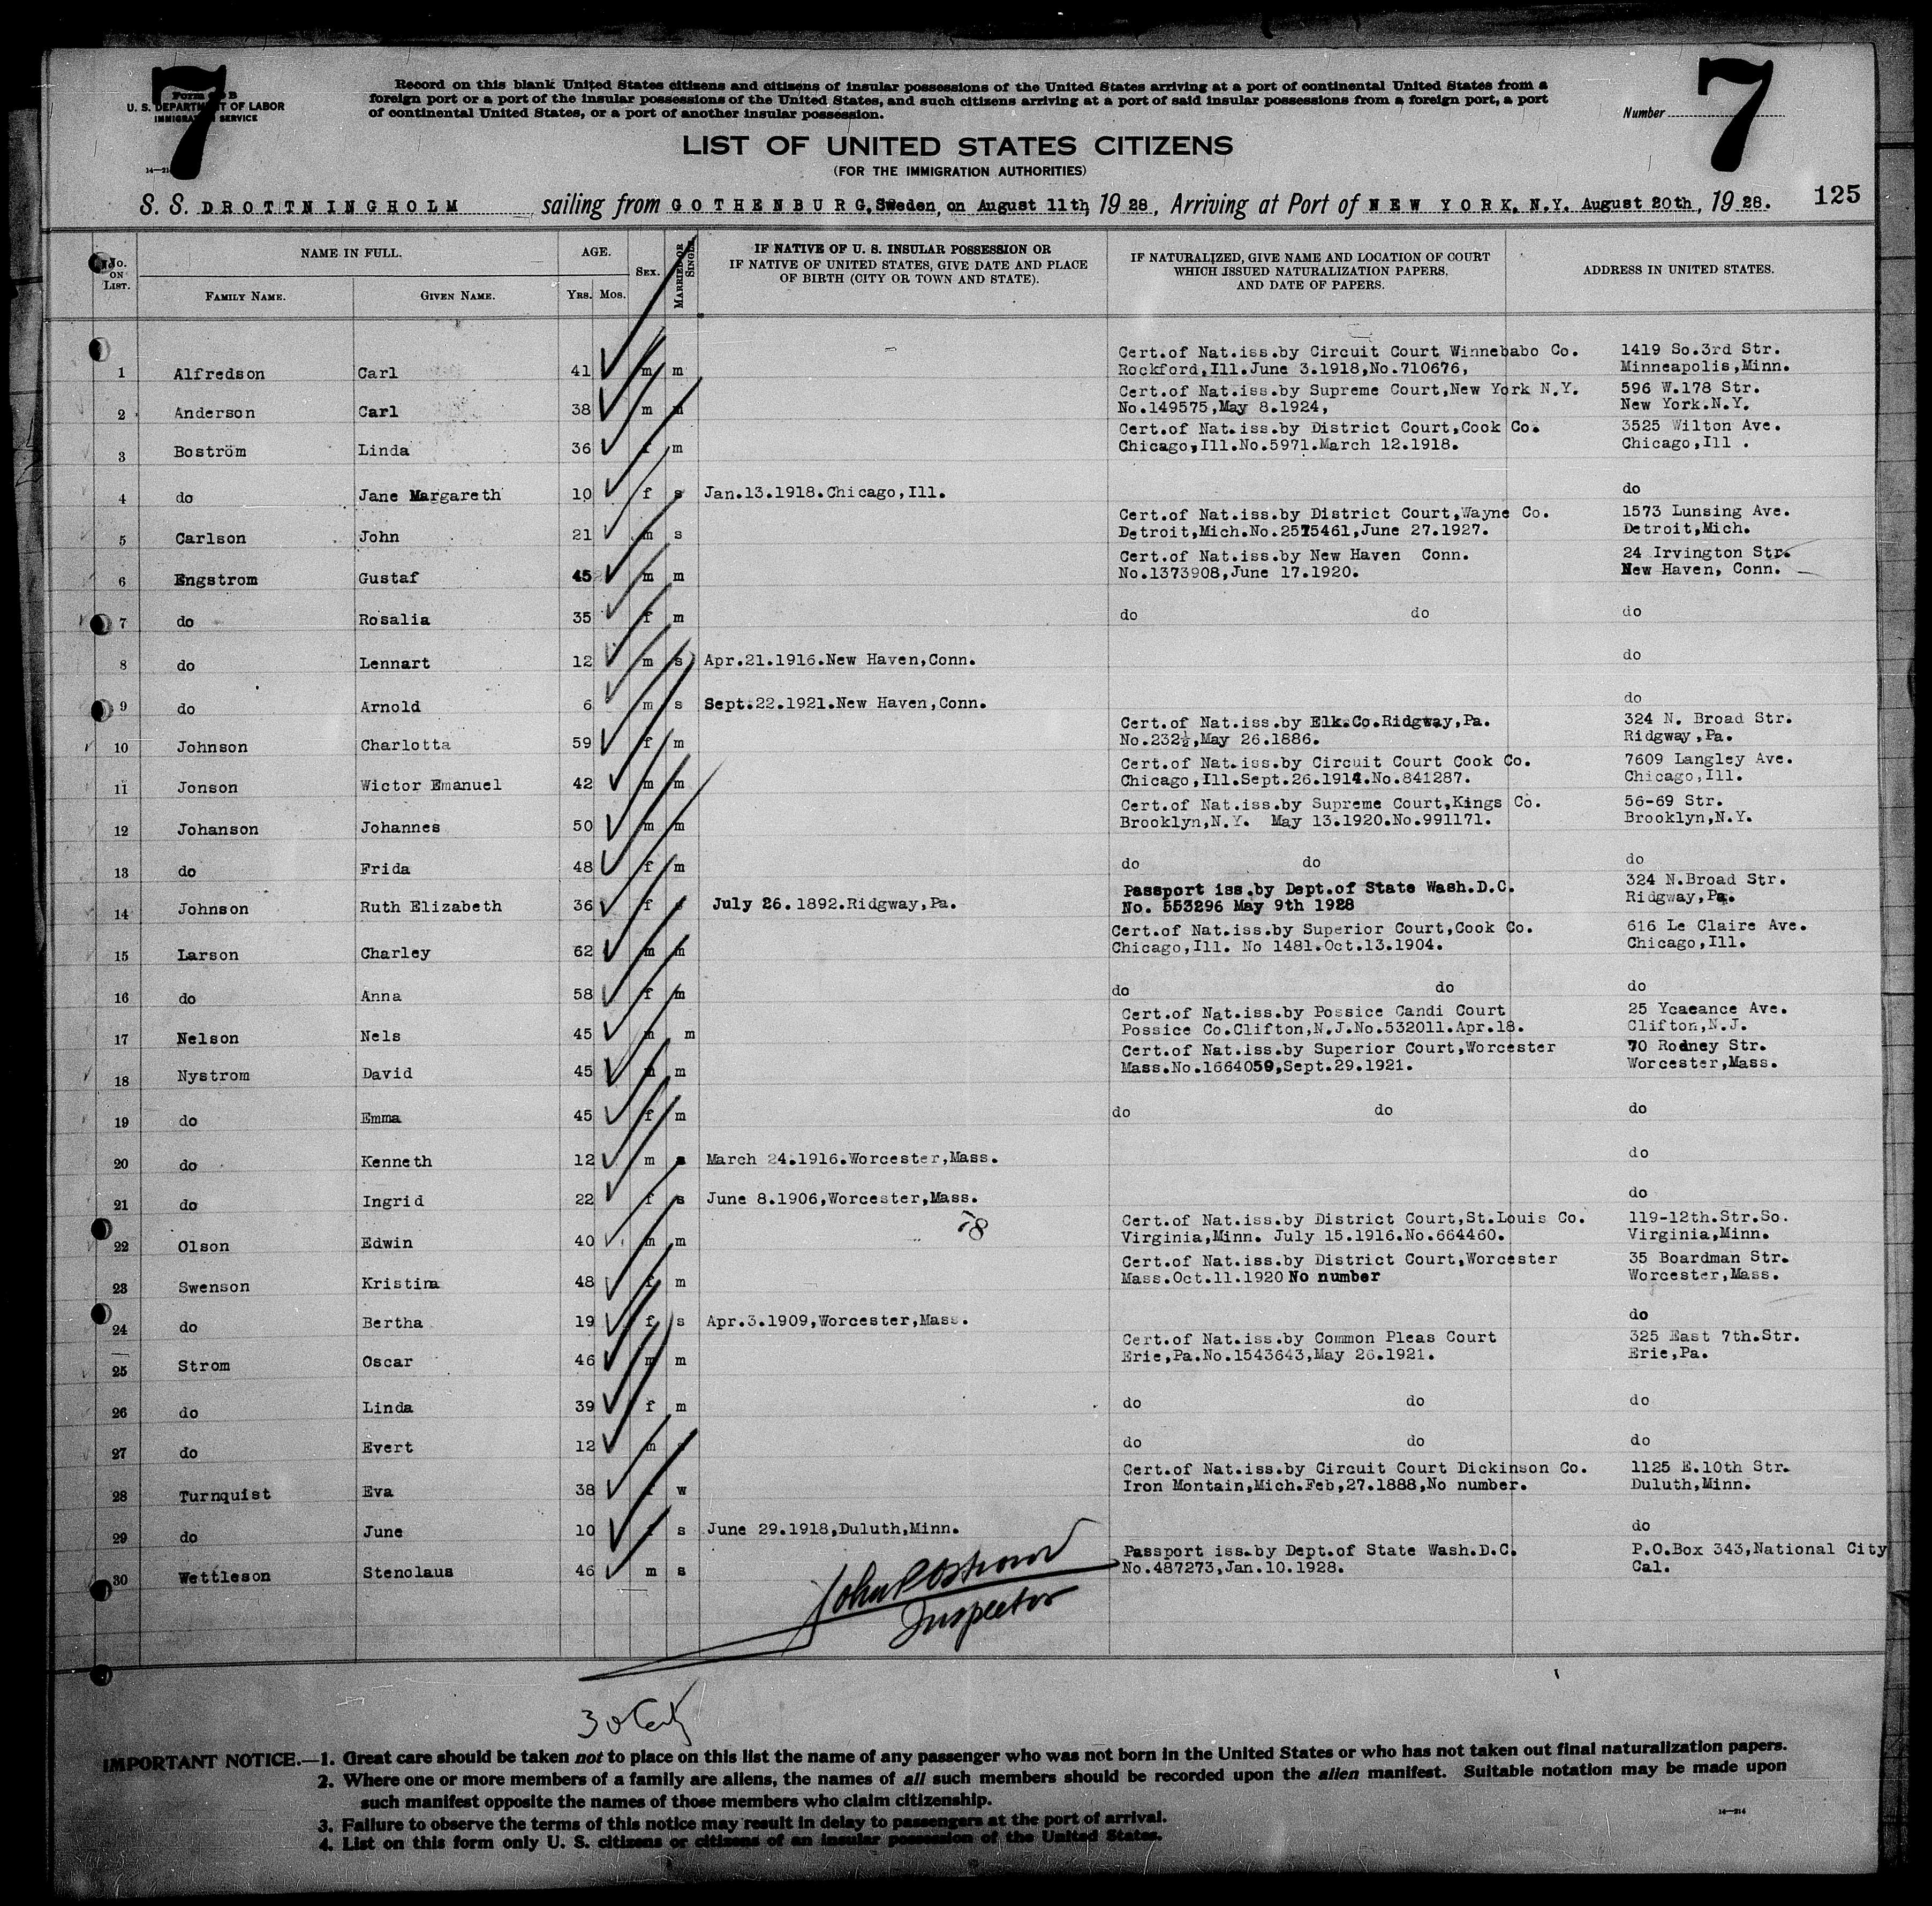 7
Form 630 B
U. S. DEPARTMENT OF LABOR
IMMIGRATION SERVICE
14—214
Record on this blank United States citizens and citizens of insular possessions of the United States arriving at a port of continental United States from a
foreign port or a port of the insular possessions of the United States, and such citizens arriving at a port of said insular possessions from a foreign port, a port
of continental United States, or a port of another insular possession.
Number
7
LIST OF UNITED STATES CITIZENS
(FOR THE IMMIGRATION AUTHORITIES)
S. S. DROTTNINGHOLM sailing from GOTHENBURG, Sweden, on August 11th, 1928, Arriving at Port of NEW YORK, N.Y. August 20th, 1928. 125
No. ON LIST. NAME IN FULL. FAMILY NAME. GIVEN NAME. AGE. YRS. MOS. SEX. MARRIED OR SINGLE. IF NATIVE OF U. S. INSULAR POSSESSION OR IF NATIVE OF UNITED STATES, GIVE DATE AND PLACE OF BIRTH (CITY OR TOWN AND STATE). IF NATURALIZED, GIVE NAME AND LOCATION OF COURT WHICH ISSUED NATURALIZATION PAPERS, AND DATE OF PAPERS. ADDRESS IN UNITED STATES.
Cert.of Nat.iss.by Circuit Court Winnebabo Co. 1419 So.3rd Str.
1 Alfredson Carl 41 m m Rockford,Ill.June 3.1918,No.710676, Minneapolis,Minn.
Cert.of Nat.iss.by Supreme Court,New York N.Y. 596 W.178 Str.
2 Anderson Carl 38 m m No.149575,May 8.1924, New York.N.Y.
Cert.of Nat.iss.by District Court,Cook Co. 3525 Wilton Ave.
3 Boström Linda 36 f m Chicago,Ill.No.5971.March 12.1918. Chicago,Ill .
4 do Jane Margareth 10 f s Jan.13.1918.Chicago,Ill. do
Cert.of Nat.iss.by District Court,Wayne Co. 1573 Lunsing Ave.
5 Carlson John 21 m s Detroit,Mich.No.2575461,June 27.1927. Detroit,Mich.
Cert.of Nat.iss.by New Haven Conn. 24 Irvington Str.
6 Engstrom Gustaf 45 m m No.1373908,June 17.1920. New Haven, Conn.
7 do Rosalia 35 f m do do do
8 do Lennart 12 m s Apr.21.1916.New Haven,Conn. do
9 do Arnold 6 m s Sept.22.1921.New Haven,Conn. do
Cert.of Nat.iss.by Elk.Co.Ridgway,Pa. 324 N. Broad Str.
10 Johnson Charlotta 59 f m No.232½,May 26.1886. Ridgway,Pa.
Cert.of Nat.iss.by Circuit Court Cook Co. 7609 Langley Ave.
11 Jonson Wictor Emanuel 42 m m Chicago,Ill.Sept.26.1914.No.841287. Chicago,Ill.
Cert.of Nat.iss.by Supreme Court,Kings Co. 56-69 Str.
12 Johanson Johannes 50 m m Brooklyn,N.Y. May 13.1920.No.991171. Brooklyn,N.Y.
13 do Frida 48 f m do do do
Passport iss.by Dept.of State Wash.D.C. 324 N.Broad Str.
14 Johnson Ruth Elizabeth 36 f s July 26.1892.Ridgway,Pa. No. 553296 May 9th 1928 Ridgway,Pa.
Cert.of Nat.iss.by Superior Court,Cook Co. 616 Le Claire Ave.
15 Larson Charley 62 m m Chicago,Ill. No 1481.Oct.13.1904. Chicago,Ill.
16 do Anna 58 f m do do do
Cert.of Nat.iss.by Possice Candi Court 25 Ycaeance Ave.
17 Nelson Nels 45 m m Possice Co.Clifton,N.J.No.532011.Apr.18. Clifton,N.J.
Cert.of Nat.iss.by Superior Court,Worcester 70 Rodney Str.
18 Nystrom David 45 m m Mass.No.1664059,Sept.29.1921. Worcester,Mass.
19 do Emma 45 f m do do do
20 do Kenneth 12 m s March 24.1916.Worcester,Mass. do
21 do Ingrid 22 f s June 8.1906,Worcester,Mass. do
Cert.of Nat.iss.by District Court,St.Louis Co. 119-12th.Str.So.
22 Olson Edwin 40 m m Virginia,Minn. July 15.1916.No.664460. Virginia,Minn.
Cert.of Nat.iss.by District Court,Worcester 35 Boardman Str.
23 Swenson Kristina 48 f m Mass.Oct.11.1920 No number Worcester,Mass.
24 do Bertha 19 f s Apr.3.1909,Worcester,Mass. do
Cert.of Nat.iss.by Common Pleas Court 325 East 7th.Str.
25 Strom Oscar 46 m m Erie,Pa.No.1543643,May 26.1921. Erie,Pa.
26 do Linda 39 f m do do do
27 do Evert 12 m s do do do
Cert.of Nat.iss.by Circuit Court Dickinson Co. 1125 E.10th Str.
28 Turnquist Eva 38 f w Iron Montain,Mich.Feb,27.1888,No number. Duluth,Minn.
29 do June 10 f s June 29.1918,Duluth,Minn. do
Passport iss.by Dept.of State Wash.D.C. P.O.Box 343,National City
30 Wettleson Stenolaus 46 m s No.487273,Jan.10.1928. Cal.
Inspector
30
IMPORTANT NOTICE.—1. Great care should be taken not to place on this list the name of any passenger who was not born in the United States or who has not taken out final naturalization papers.
2. Where one or more members of a family are aliens, the names of all such members should be recorded upon the alien manifest. Suitable notation may be made upon
such manifest opposite the names of those members who claim citizenship.
3. Failure to observe the terms of this notice may result in delay to passengers at the port of arrival.
4. List on this form only U. S. citizens or citizens of an insular possession of the United States.
14—214